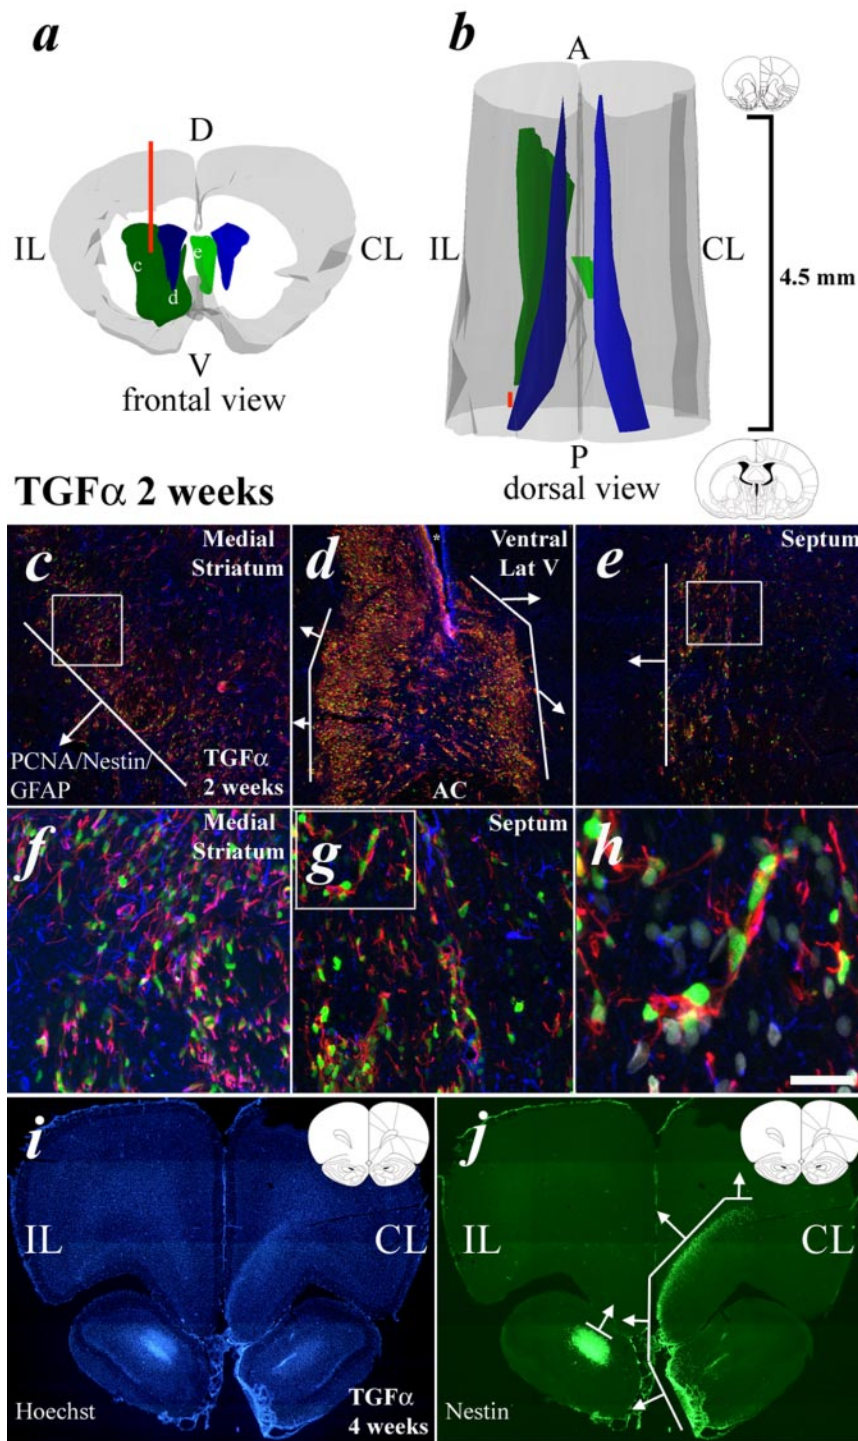 a
b
D
A
IL
c
d
e
CL
IL
CL
4.5 mm
V
frontal view
P
dorsal view
TGFα 2 weeks
c
Medial
Striatum
PCNA/Nestin/
GFAP
TGFα
2 weeks
d
*
Ventral
Lat V
AC
e
Septum
f
Medial
Striatum
g
Septum
h
i
IL
CL
Hoechst
TGFα
4 weeks
j
IL
CL
Nestin